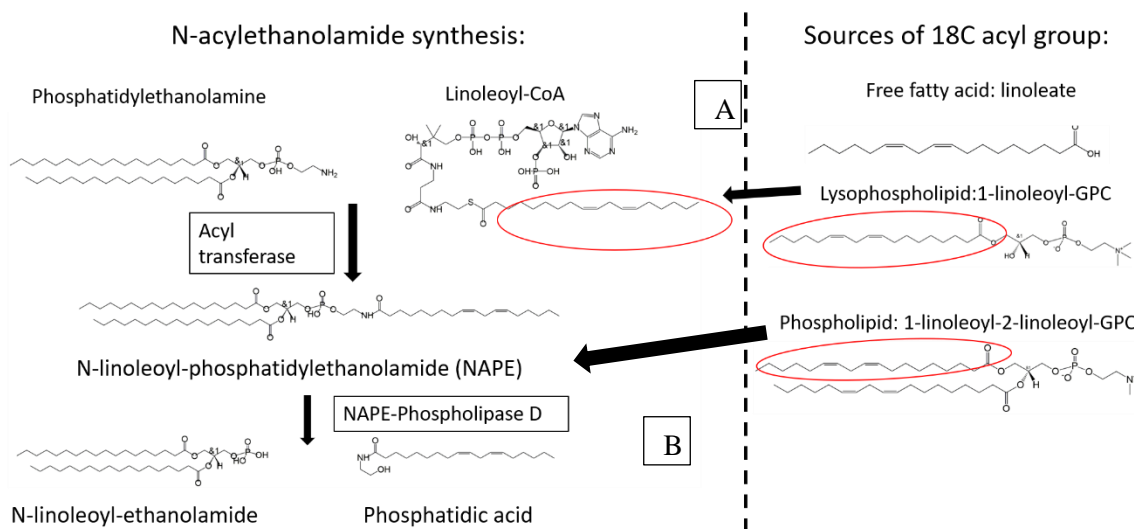 N-acylethanolamide synthesis:
Sources of 18C acyl group:
Phosphatidylethanolamine
Linoleoyl-CoA
A
Free fatty acid: linoleate
Lysophospholipid:1-linoleoyl-GPC
Acyl
transferase
Phospholipid: 1-linoleoyl-2-linoleoyl-GPC
N-linoleoyl-phosphatidylethanolamide (NAPE)
NAPE-Phospholipase D
B
N-linoleoyl-ethanolamide
Phosphatidic acid